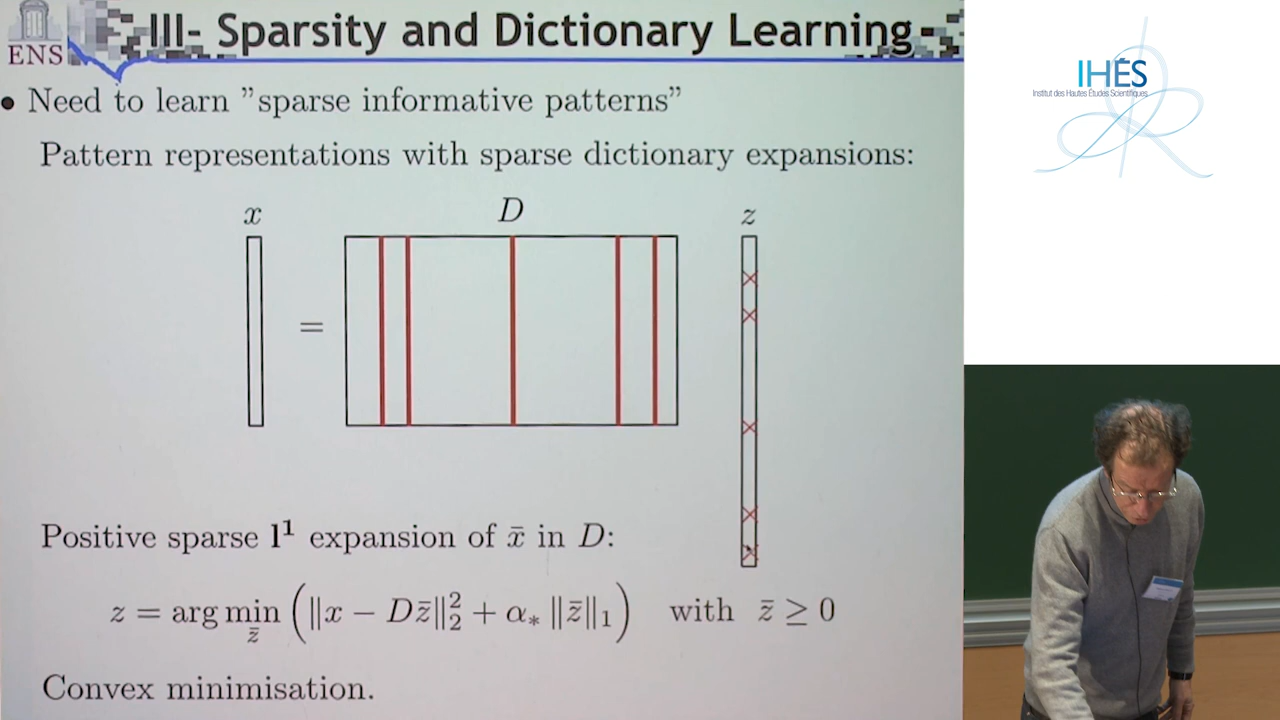 III- Sparsity and Dictionary Learning
ENS
• Need to learn ”sparse informative patterns”
Pattern representations with sparse dictionary expansions:
x D z
=
Positive sparse l¹ expansion of x̄ in D:
z = arg min_z̄ (‖x − Dz̄‖₂² + α∗ ‖z̄‖₁) with z̄ ≥ 0
Convex minimisation.
IHÉS
Institut des Hautes Études Scientifiques